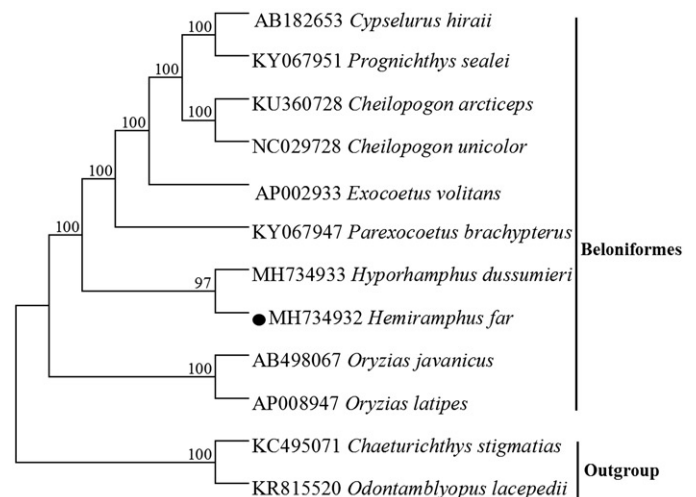 100
AB182653 Cypselurus hiraii
100
KY067951 Prognichthys sealei
100
KU360728 Cheilopogon arcticeps
100
NC029728 Cheilopogon unicolor
100
AP002933 Exocoetus volitans
100
KY067947 Parexocoetus brachypterus
Beloniformes
100
MH734933 Hyporhamphus dussumieri
97
MH734932 Hemiramphus far
AB498067 Oryzias javanicus
100
AP008947 Oryzias latipes
KC495071 Chaeturichthys stigmatias
100
Outgroup
KR815520 Odontamblyopus lacepedii